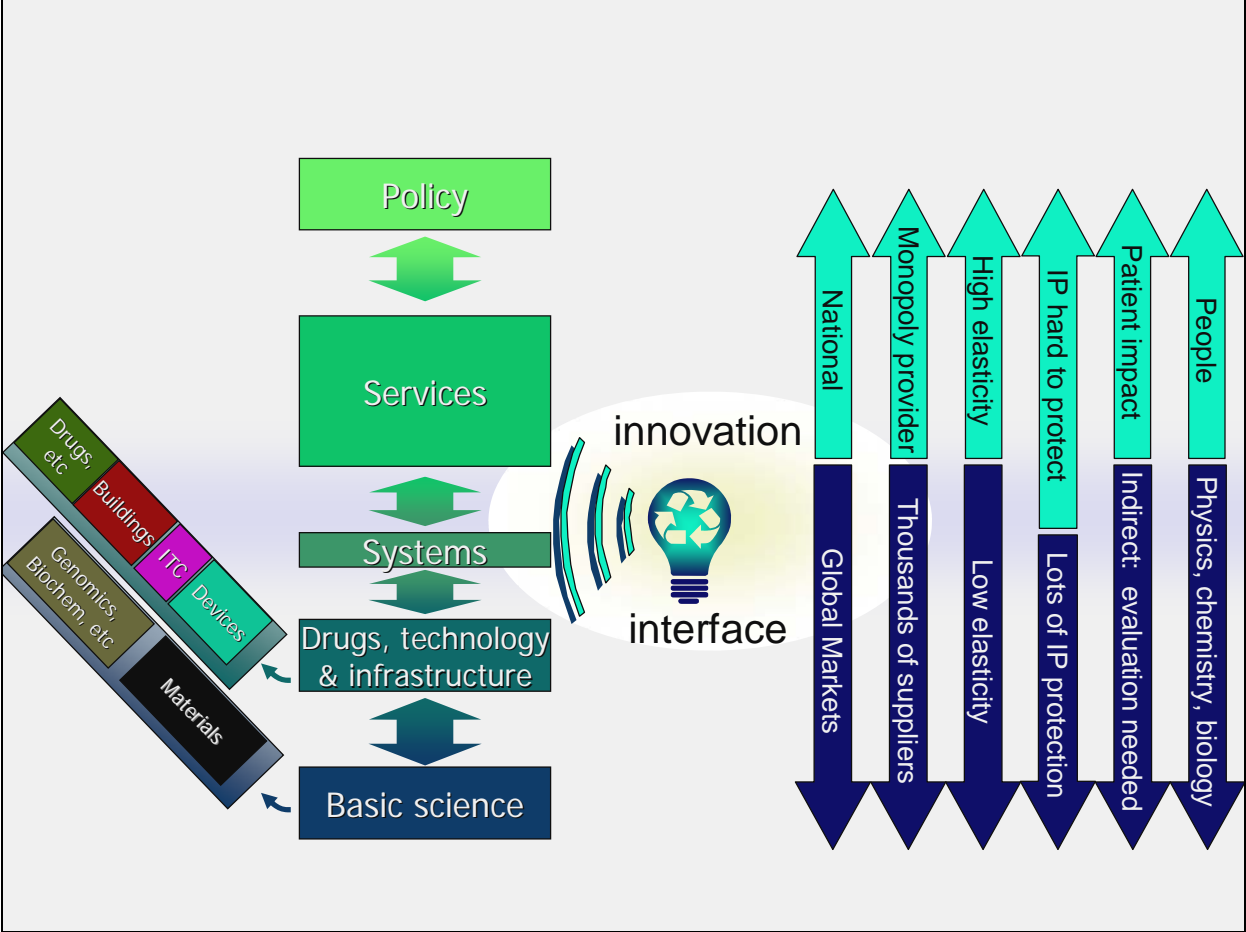 Policy
Services
Systems
Drugs, technology
& infrastructure
Basic science
Drugs,
etc
Buildings
ITC
Devices
Genomics,
Biochem, etc
Materials
innovation
interface
National
Monopoly provider
High elasticity
IP hard to protect
Patient impact
People
Global Markets
Thousands of suppliers
Low elasticity
Lots of IP protection
Indirect: evaluation needed
Physics, chemistry, biology